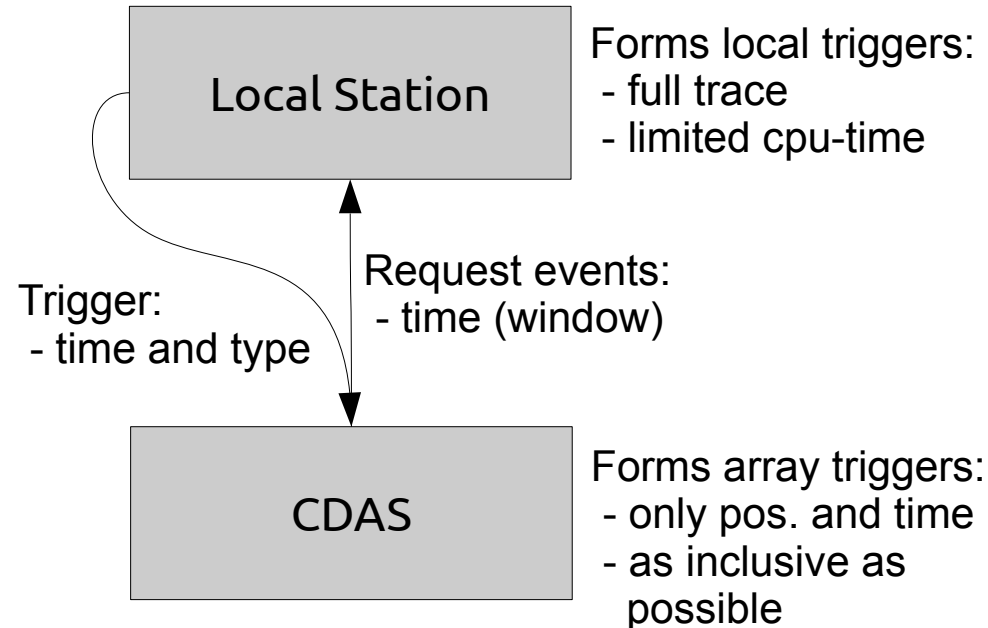 Local Station
Forms local triggers:
- full trace
- limited cpu-time
Trigger:
- time and type
Request events:
- time (window)
CDAS
Forms array triggers:
- only pos. and time
- as inclusive as
possible